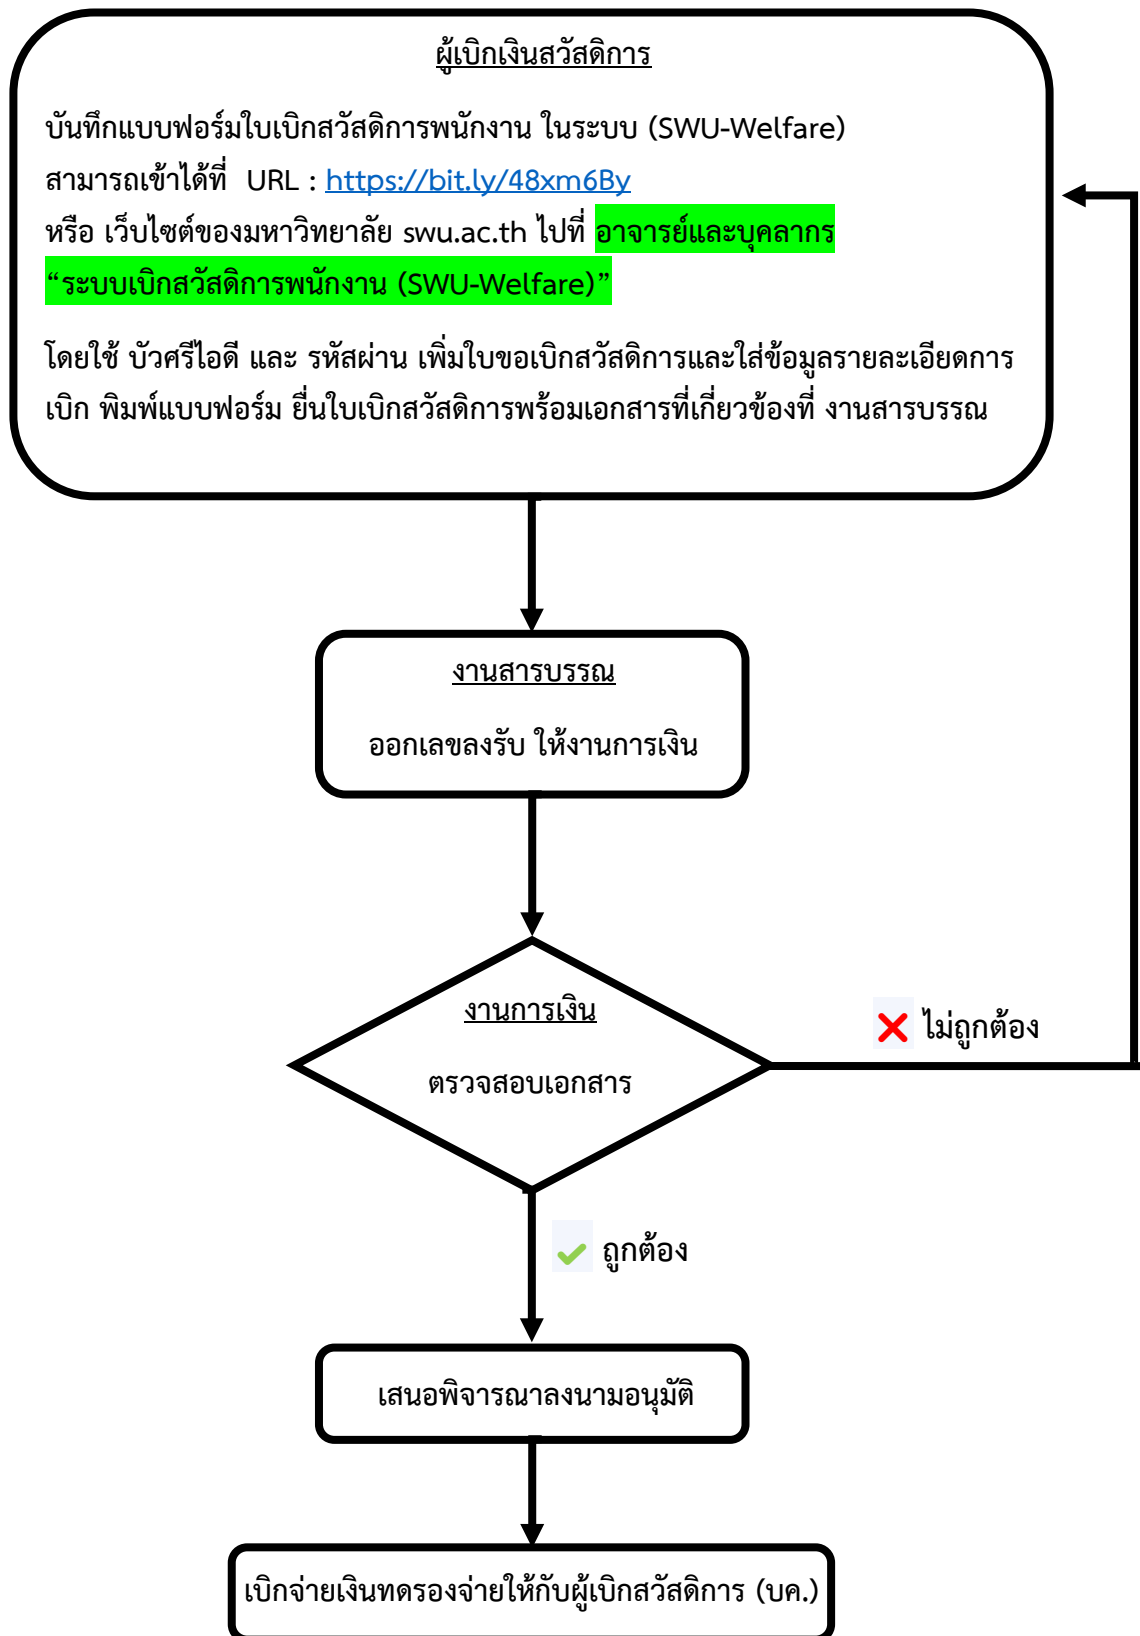 ผู้เบิกเงินสวัสดิการ
บันทึกแบบฟอร์มใบเบิกสวัสดิการพนักงาน ในระบบ (SWU-Welfare)
สามารถเข้าได้ที่ URL : https://bit.ly/48xm6By
หรือ เว็บไซต์ของมหาวิทยาลัย swu.ac.th ไปที่ อาจารย์และบุคลากร
“ระบบเบิกสวัสดิการพนักงาน (SWU-Welfare)”
โดยใช้ บัวศรีไอดี และ รหัสผ่าน เพิ่มใบขอเบิกสวัสดิการและใส่ข้อมูลรายละเอียดการ
เบิก พิมพ์แบบฟอร์ม ยื่นใบเบิกสวัสดิการพร้อมเอกสารที่เกี่ยวข้องที่ งานสารบรรณ
งานสารบรรณ
ออกเลขลงรับ ให้งานการเงิน
งานการเงิน
ตรวจสอบเอกสาร
ไม่ถูกต้อง
ถูกต้อง
เสนอพิจารณาลงนามอนุมัติ
เบิกจ่ายเงินทดรองจ่ายให้กับผู้เบิกสวัสดิการ (บค.)